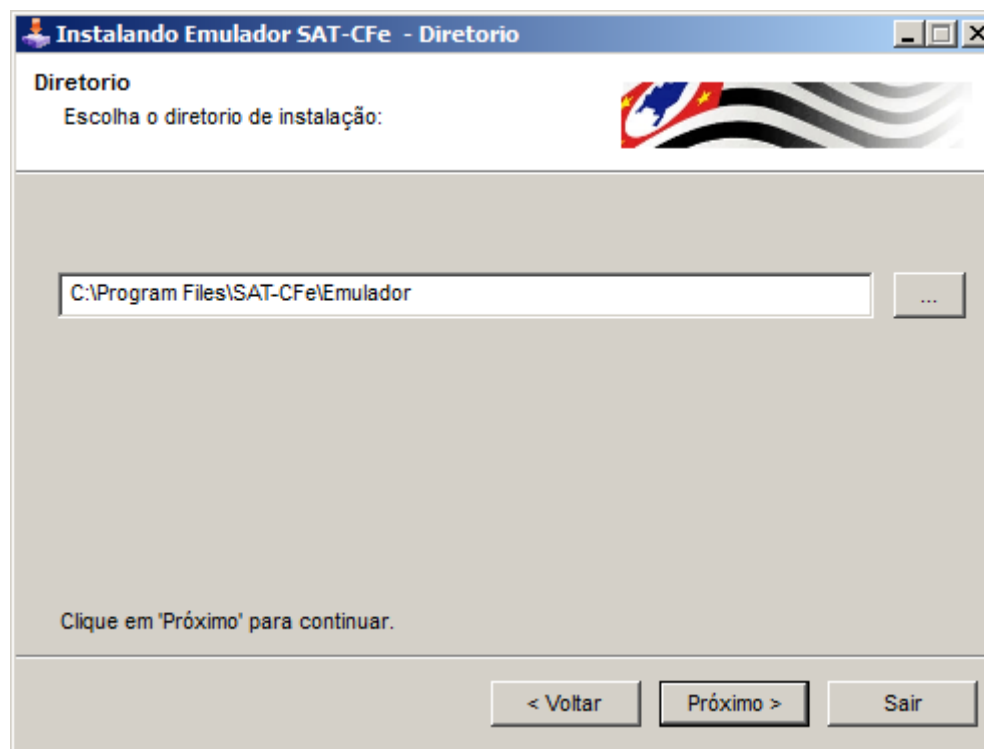 Instalando Emulador SAT-CFe - Diretorio
Diretorio
Escolha o diretorio de instalação:
C:\Program Files\SAT-CFe\Emulador
...
Clique em 'Próximo' para continuar.
< Voltar
Próximo >
Sair